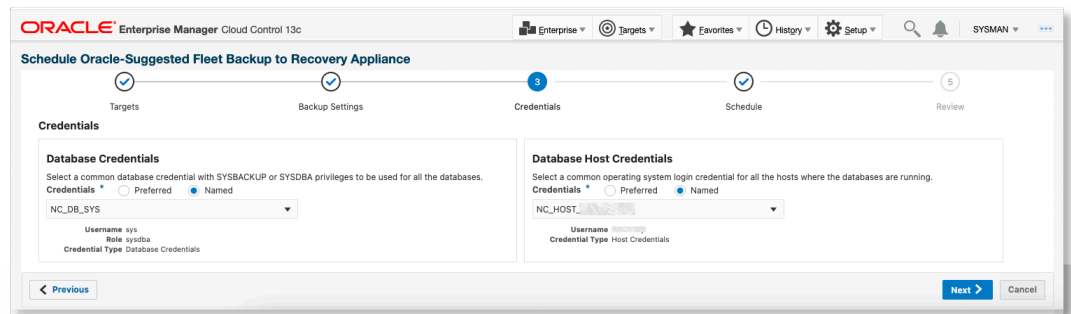 ORACLE Enterprise Manager Cloud Control 13c Enterprise Targets Favorites History Setup SYSMAN
Schedule Oracle-Suggested Fleet Backup to Recovery Appliance
3 5
Targets Backup Settings Credentials Schedule Review
Credentials
Database Credentials
Select a common database credential with SYSBACKUP or SYSDBA privileges to be used for all the databases.
Credentials * Preferred Named
NC_DB_SYS
Username sys
Role sysdba
Credential Type Database Credentials
Database Host Credentials
Select a common operating system login credential for all the hosts where the databases are running.
Credentials * Preferred Named
NC_HOST_
Username
Credential Type Host Credentials
Previous Next Cancel